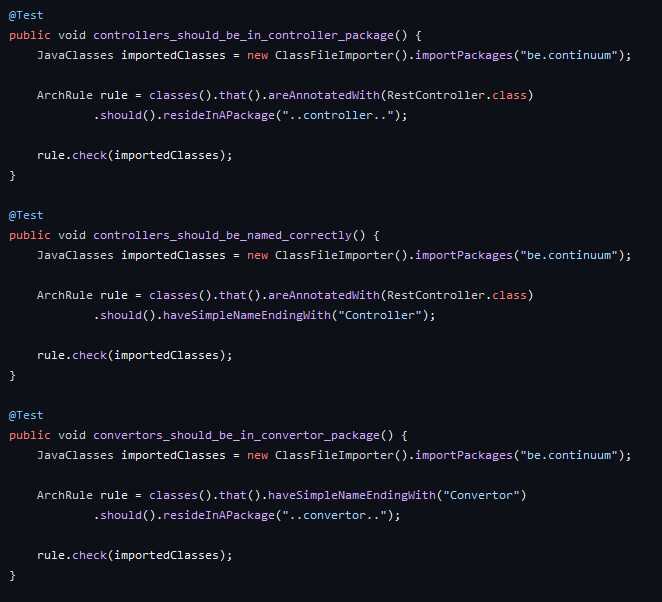 @Test
public void controllers_should_be_in_controller_package() {
    JavaClasses importedClasses = new ClassFileImporter().importPackages("be.continuum");
    ArchRule rule = classes().that().areAnnotatedWith(RestController.class)
            .should().resideInAPackage("..controller..");
    rule.check(importedClasses);
}
@Test
public void controllers_should_be_named_correctly() {
    JavaClasses importedClasses = new ClassFileImporter().importPackages("be.continuum");
    ArchRule rule = classes().that().areAnnotatedWith(RestController.class)
            .should().haveSimpleNameEndingWith("Controller");
    rule.check(importedClasses);
}
@Test
public void convertors_should_be_in_convertor_package() {
    JavaClasses importedClasses = new ClassFileImporter().importPackages("be.continuum");
    ArchRule rule = classes().that().haveSimpleNameEndingWith("Convertor")
            .should().resideInAPackage("..convertor..");
    rule.check(importedClasses);
}